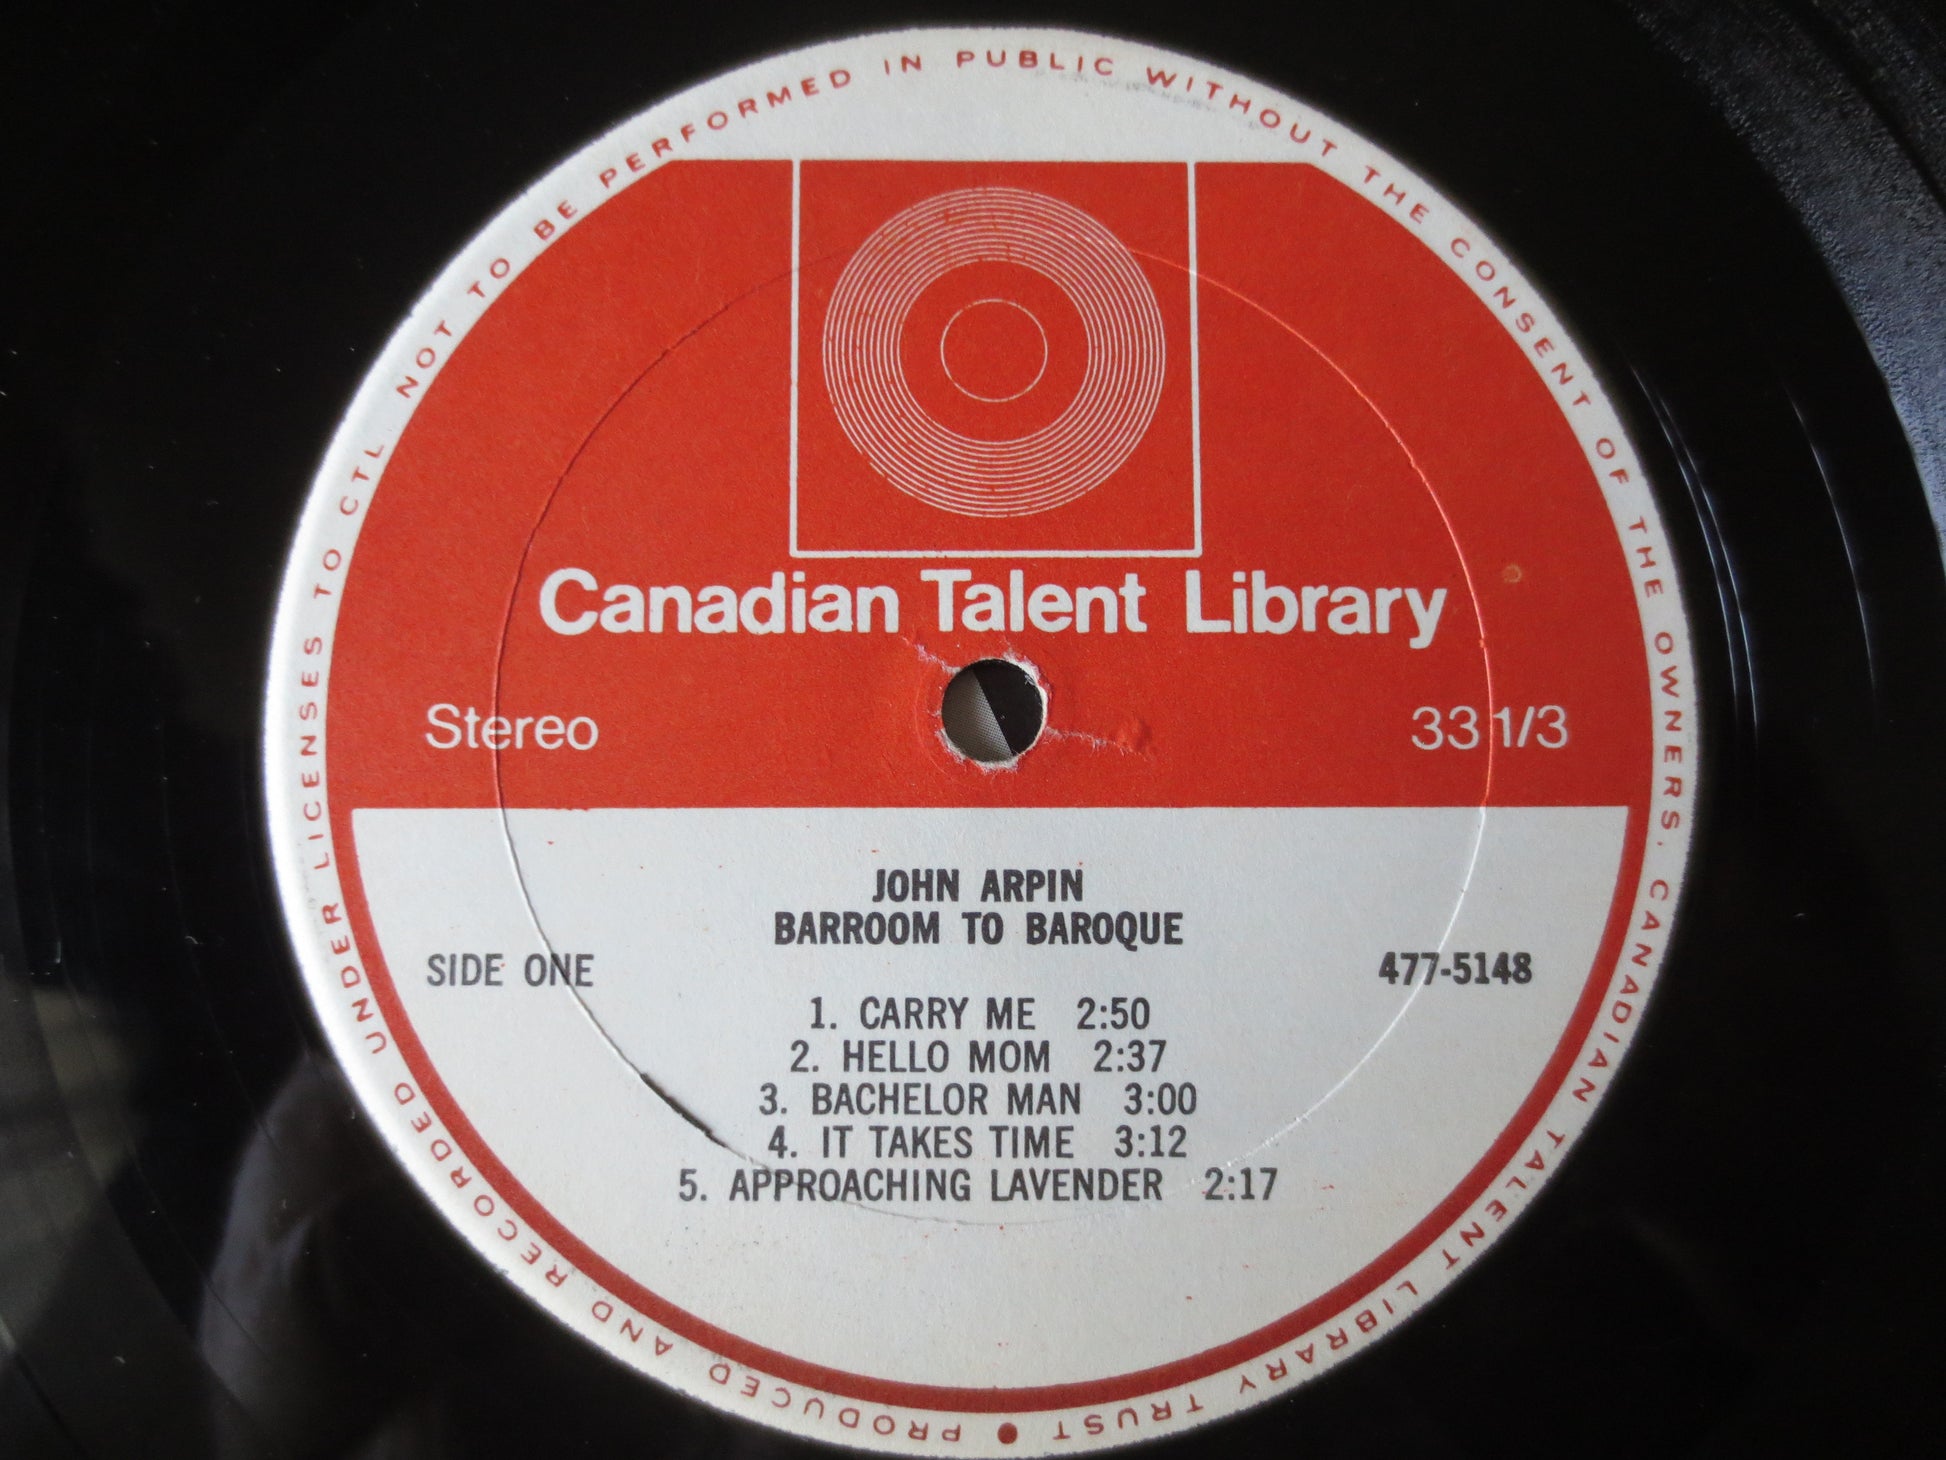 PRODUCED AND RECORDED UNDER LICENSES TO CTL NOT TO BE PERFORMED IN PUBLIC WITHOUT THE CONSENT OF THE OWNERS. CANADIAN TALENT LIBRARY TRUST ●
Canadian Talent Library
Stereo
33 1/3
JOHN ARPIN
BARROOM TO BAROQUE
SIDE ONE
477-5148
1. CARRY ME 2:50
2. HELLO MOM 2:37
3. BACHELOR MAN 3:00
4. IT TAKES TIME 3:12
5. APPROACHING LAVENDER 2:17